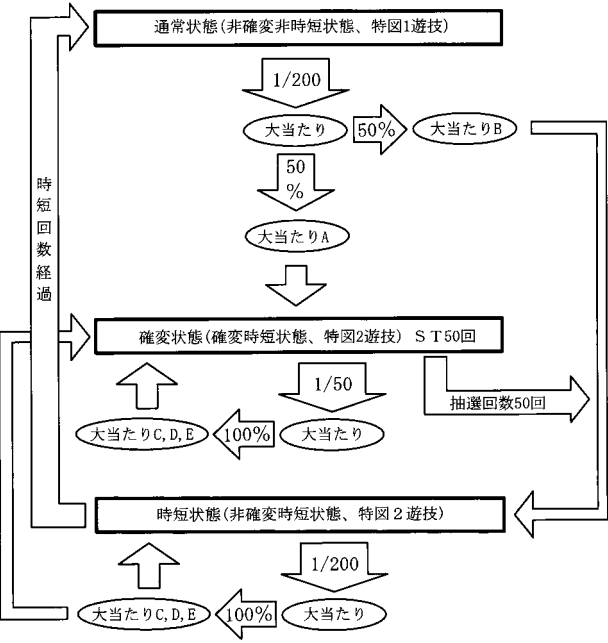 通常状態(非確変非時短状態、特図1遊技)
1/200
大当たり
50%
大当たりB
50
%
大当たりA
時短回数経過
確変状態(確変時短状態、特図2遊技) ST50回
1/50
抽選回数50回
大当たりC,D,E
100%
大当たり
時短状態(非確変時短状態、特図２遊技)
1/200
大当たりC,D,E
100%
大当たり